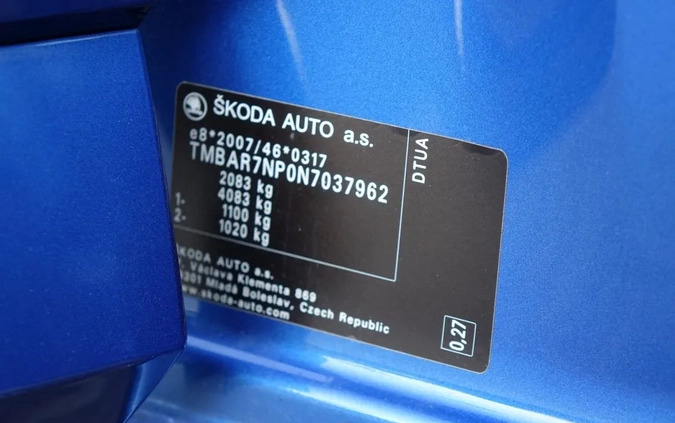 ŠKODA AUTO a.s.
e8*2007/46*0317
TMBAR7NP0N7037962
2083 kg
4083 kg
1- 1100 kg
2- 1020 kg
DTUA
ŠKODA AUTO a.s.
Václava Klementa 869
Mladá Boleslav, Czech Republic
www.skoda-auto.com
0,27